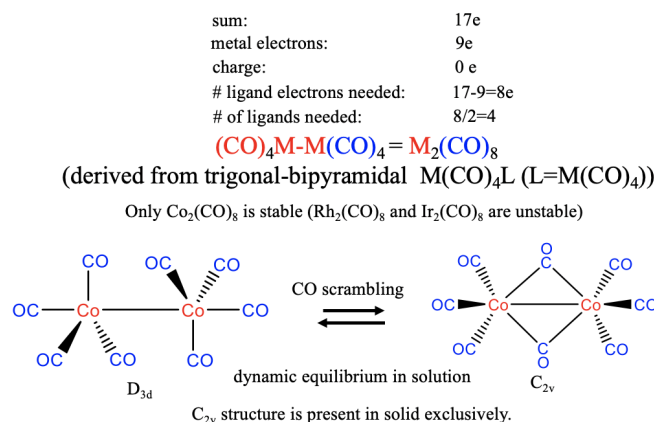 sum: 17e
metal electrons: 9e
charge: 0 e
# ligand electrons needed: 17-9=8e
# of ligands needed: 8/2=4
(CO)₄M-M(CO)₄ = M₂(CO)₈
(derived from trigonal-bipyramidal M(CO)₄L (L=M(CO)₄))
Only Co₂(CO)₈ is stable (Rh₂(CO)₈ and Ir₂(CO)₈ are unstable)
CO OC CO
OC Co Co CO
OC CO CO
D₃d
CO scrambling
dynamic equilibrium in solution
O
C
OC CO
OC Co Co CO
OC CO
C
O
C₂ᵥ
C₂ᵥ structure is present in solid exclusively.